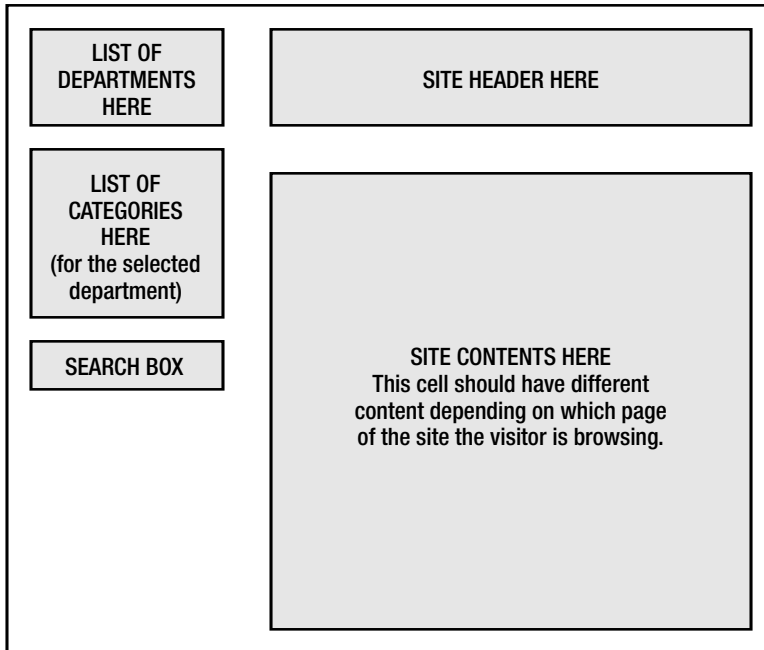 LIST OF
DEPARTMENTS
HERE
SITE HEADER HERE
LIST OF
CATEGORIES
HERE
(for the selected
department)
SEARCH BOX
SITE CONTENTS HERE
This cell should have different
content depending on which page
of the site the visitor is browsing.